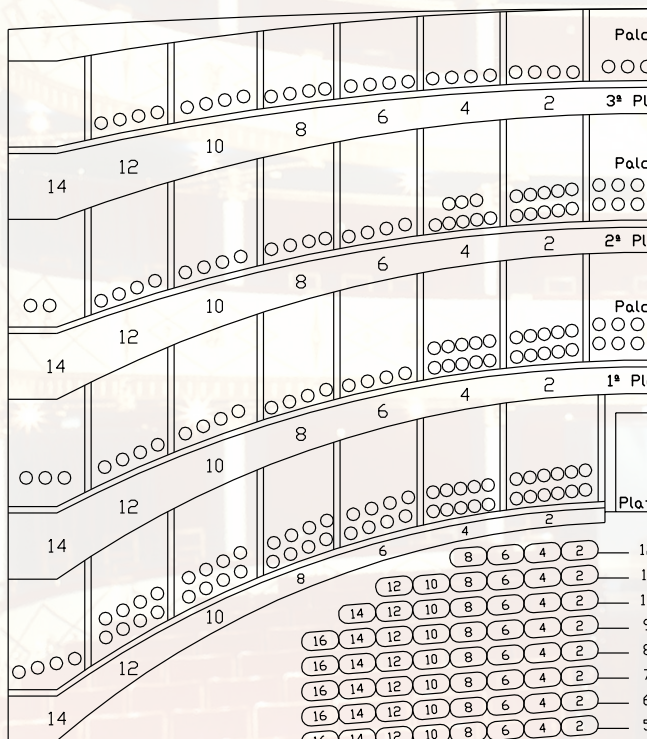 Palc
14 12 10 8 6 4 2 3ª Pl
Palc
14 12 10 8 6 4 2 2ª Pl
Palc
14 12 10 8 6 4 2 1ª Pl
Pla
14 12 10 8 6 4 2
8 6 4 2 1
12 10 8 6 4 2 1
14 12 10 8 6 4 2 1
16 14 12 10 8 6 4 2 9
16 14 12 10 8 6 4 2 8
16 14 12 10 8 6 4 2 7
16 14 12 10 8 6 4 2 6
16 14 12 10 8 6 4 2 5